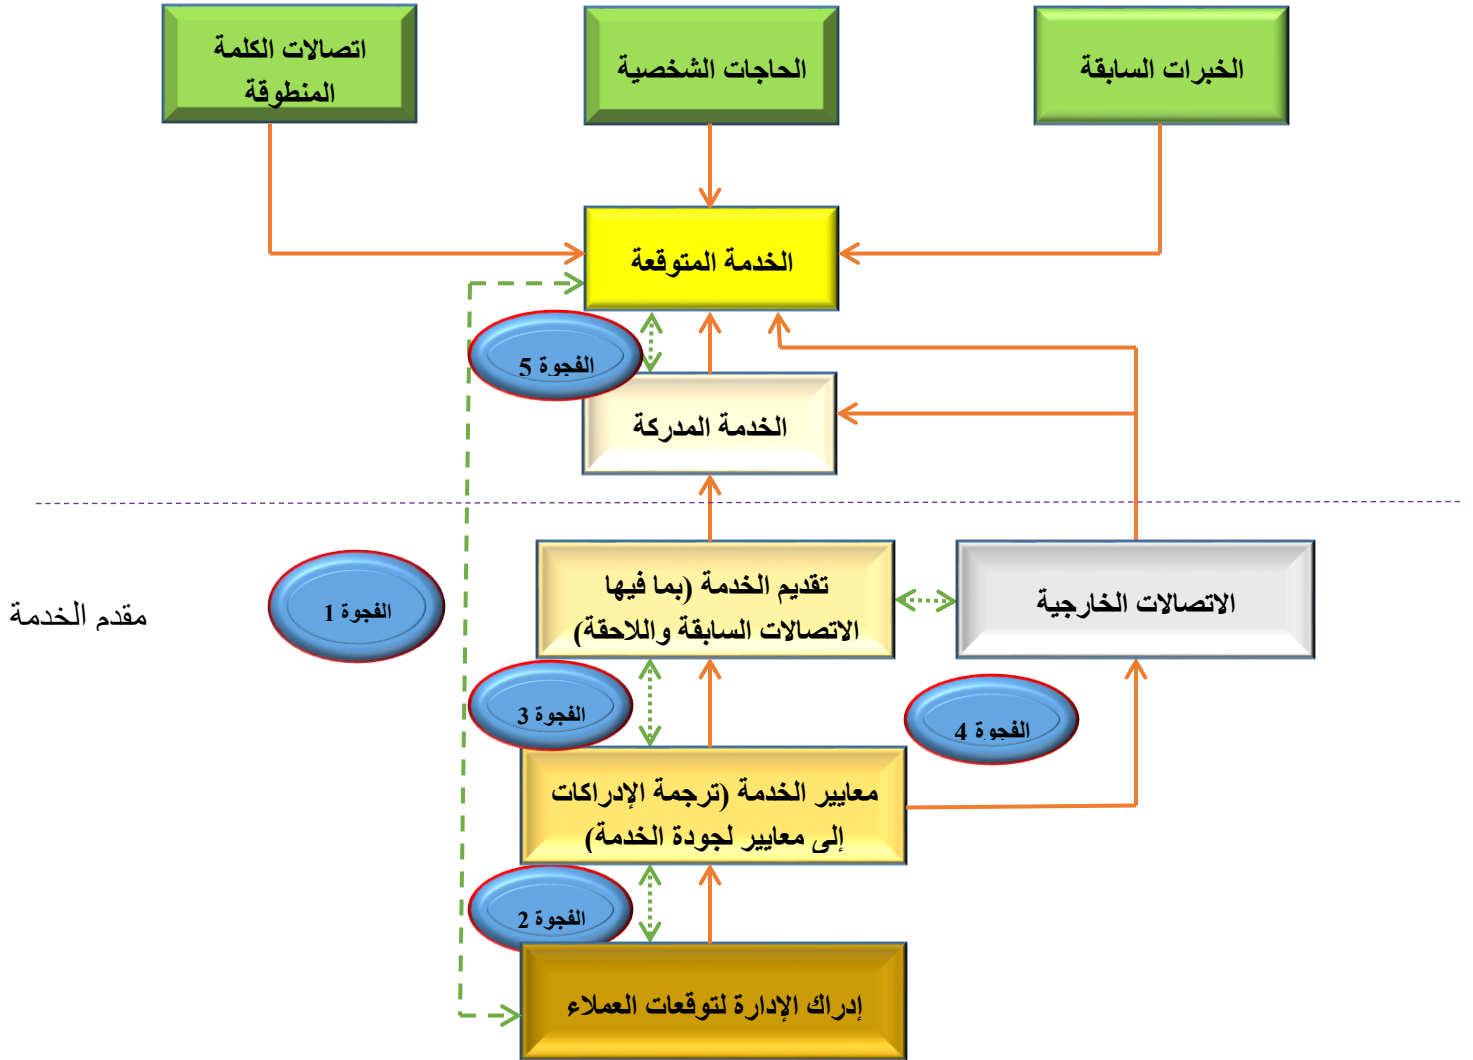 الخبرات السابقة
الحاجات الشخصية
اتصالات الكلمة
المنطوقة
الخدمة المتوقعة
الفجوة 5
الخدمة المدركة
الاتصالات الخارجية
تقديم الخدمة (بما فيها
الاتصالات السابقة واللاحقة)
الفجوة 1
مقدم الخدمة
الفجوة 4
الفجوة 3
معايير الخدمة (ترجمة الإدراكات
إلى معايير لجودة الخدمة)
الفجوة 2
إدراك الإدارة لتوقعات العملاء